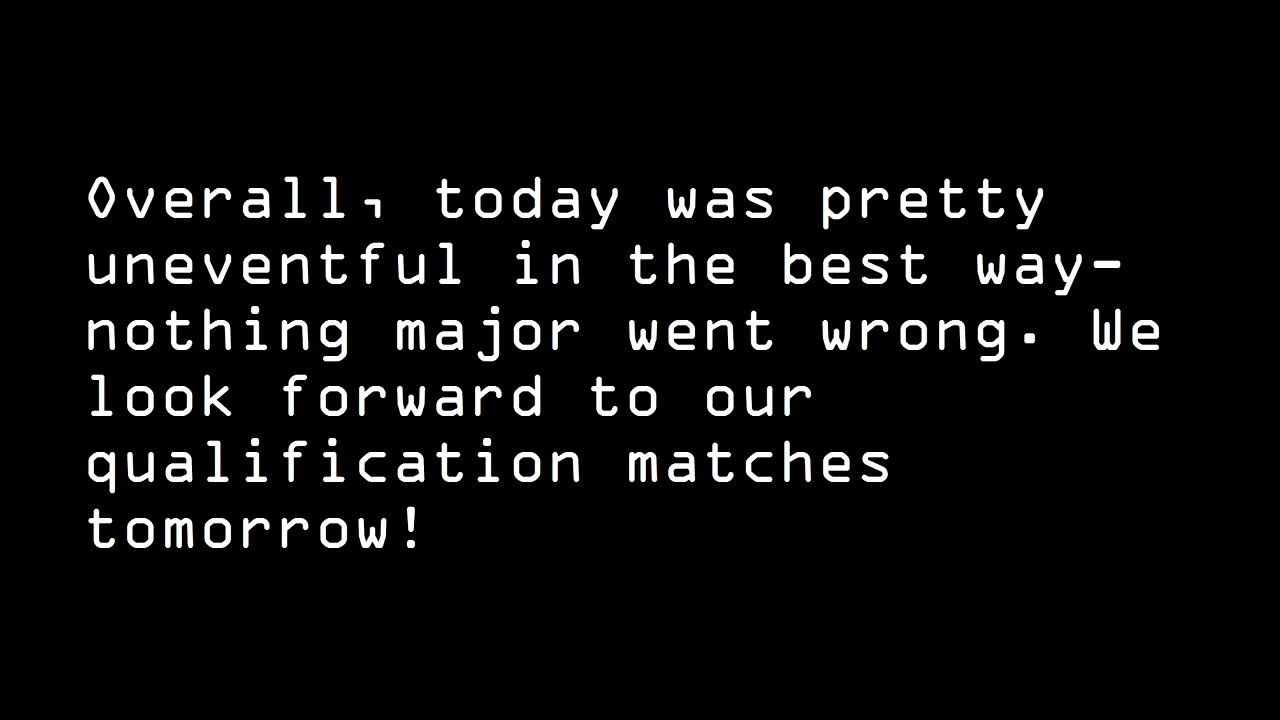 Overall, today was pretty
uneventful in the best way-
nothing major went wrong. We
look forward to our
qualification matches
tomorrow!